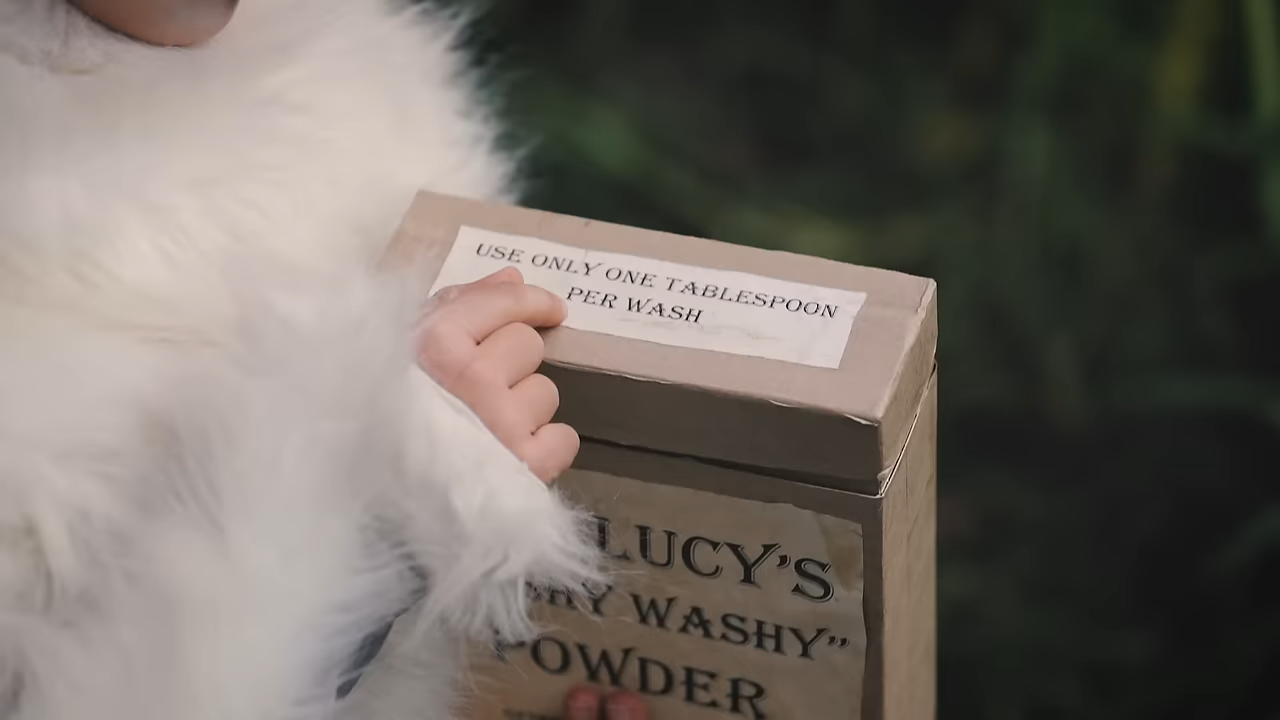 USE ONLY ONE TABLESPOON
PER WASH
LUCY'S
WASHY"
POWDER